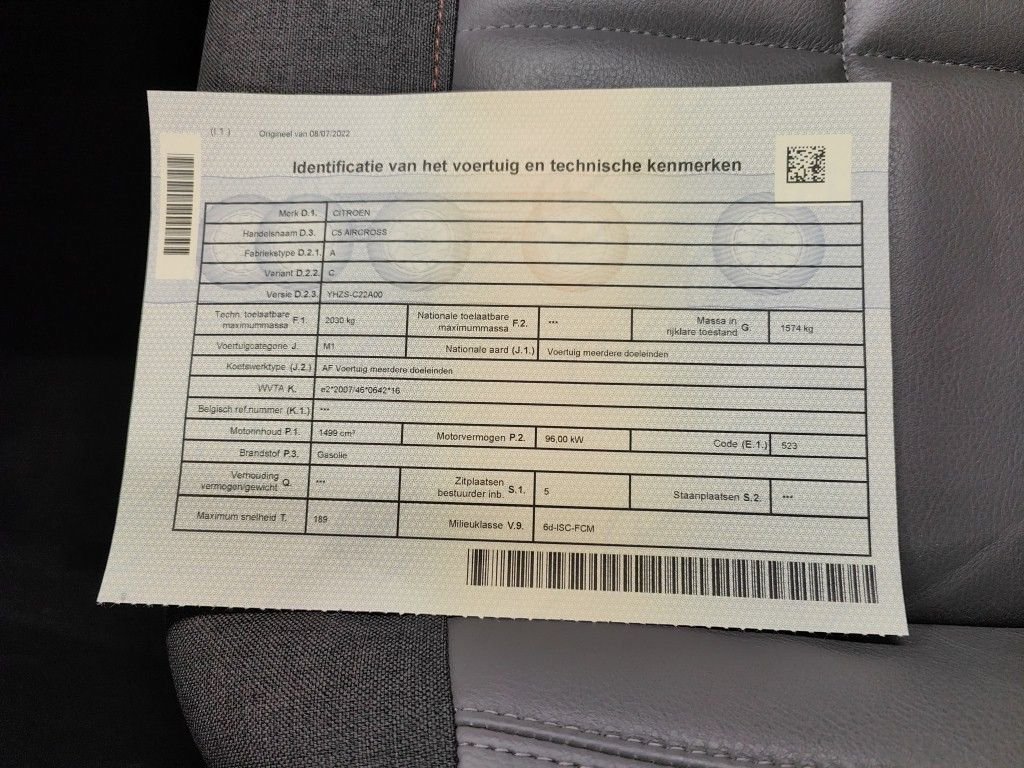 (I.1.) Origineel van 08/07/2022
Identificatie van het voertuig en technische kenmerken
Merk D.1. CITROEN
Handelsnaam D.3. C5 AIRCROSS
Fabriekstype D.2.1. A
Variant D.2.2. C
Versie D.2.3. YHZS-C22A00
Techn. toelaatbare maximummassa F.1. 2030 kg Nationale toelaatbare maximummassa F.2. *** Massa in rijklare toestand G. 1574 kg
Voertuigcategorie J. M1 Nationale aard (J.1.) Voertuig meerdere doeleinden
Koetswerktype (J.2.) AF Voertuig meerdere doeleinden
WVTA K. e2*2007/46*0642*16
Belgisch ref.nummer (K.1.) ***
Motorinhoud P.1. 1499 cm³ Motorvermogen P.2. 96,00 kW Code (E.1.) 523
Brandstof P.3. Gasolie
Verhouding vermogen/gewicht Q. *** Zitplaatsen bestuurder inb. S.1. 5 Staanplaatsen S.2. ***
Maximum snelheid T. 189 Milieuklasse V.9. 6d-ISC-FCM